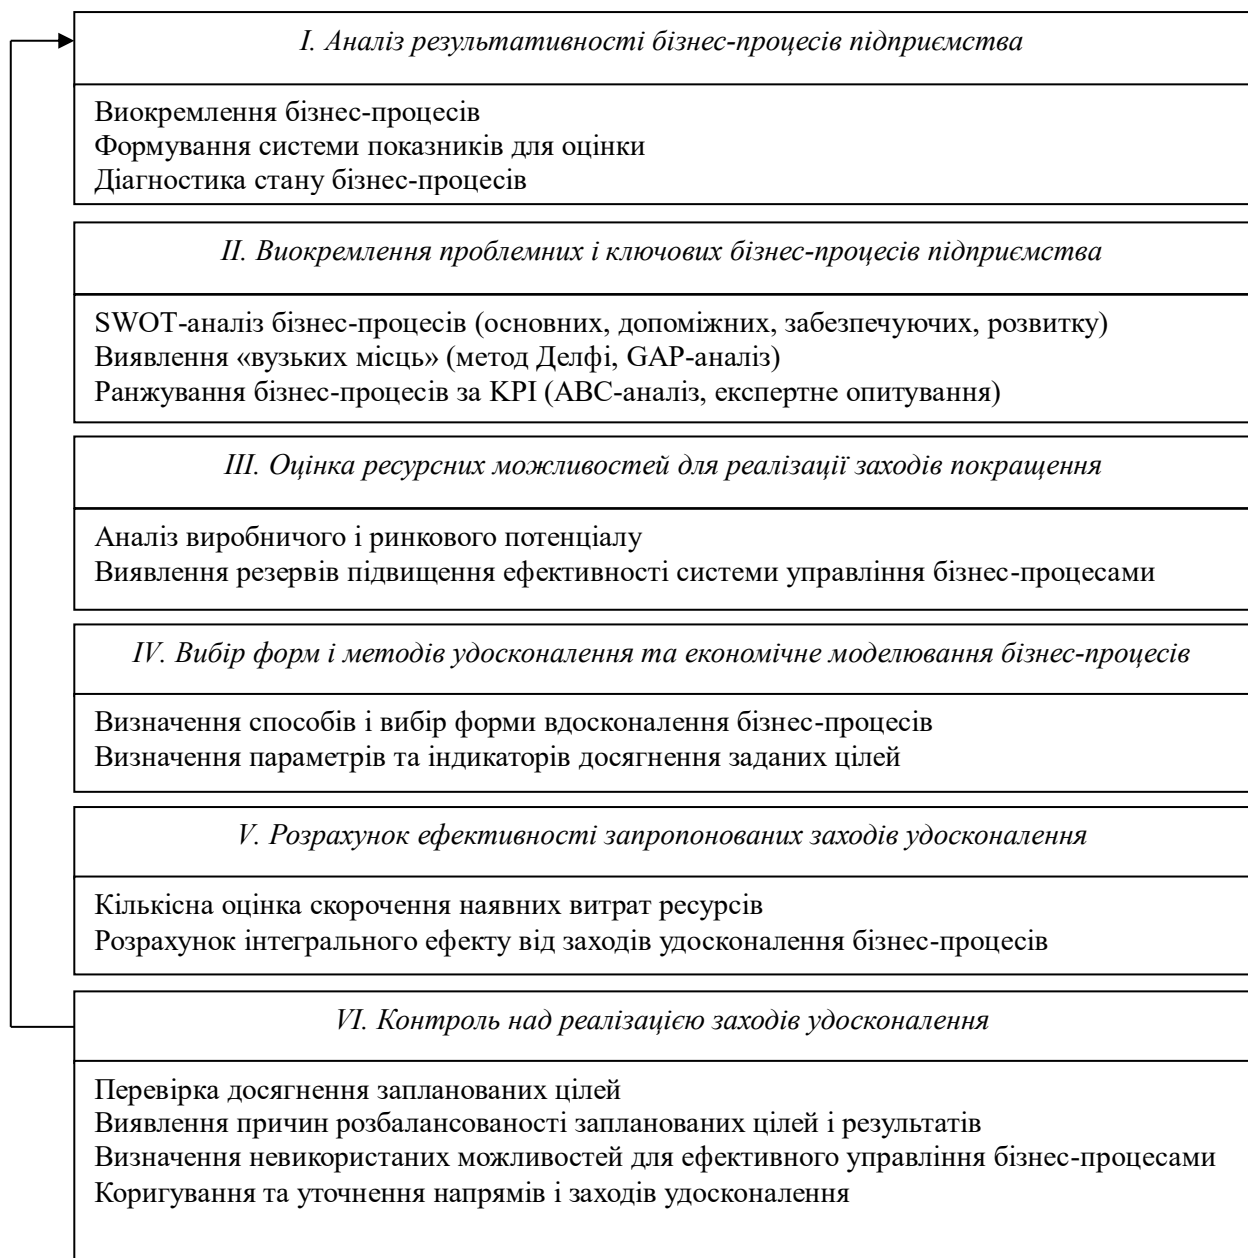 I. Аналіз результативності бізнес-процесів підприємства
Виокремлення бізнес-процесів
Формування системи показників для оцінки
Діагностика стану бізнес-процесів
II. Виокремлення проблемних і ключових бізнес-процесів підприємства
SWOT-аналіз бізнес-процесів (основних, допоміжних, забезпечуючих, розвитку)
Виявлення «вузьких місць» (метод Делфі, GAP-аналіз)
Ранжування бізнес-процесів за KPI (ABC-аналіз, експертне опитування)
III. Оцінка ресурсних можливостей для реалізації заходів покращення
Аналіз виробничого і ринкового потенціалу
Виявлення резервів підвищення ефективності системи управління бізнес-процесами
IV. Вибір форм і методів удосконалення та економічне моделювання бізнес-процесів
Визначення способів і вибір форми вдосконалення бізнес-процесів
Визначення параметрів та індикаторів досягнення заданих цілей
V. Розрахунок ефективності запропонованих заходів удосконалення
Кількісна оцінка скорочення наявних витрат ресурсів
Розрахунок інтегрального ефекту від заходів удосконалення бізнес-процесів
VI. Контроль над реалізацією заходів удосконалення
Перевірка досягнення запланованих цілей
Виявлення причин розбалансованості запланованих цілей і результатів
Визначення невикористаних можливостей для ефективного управління бізнес-процесами
Коригування та уточнення напрямів і заходів удосконалення